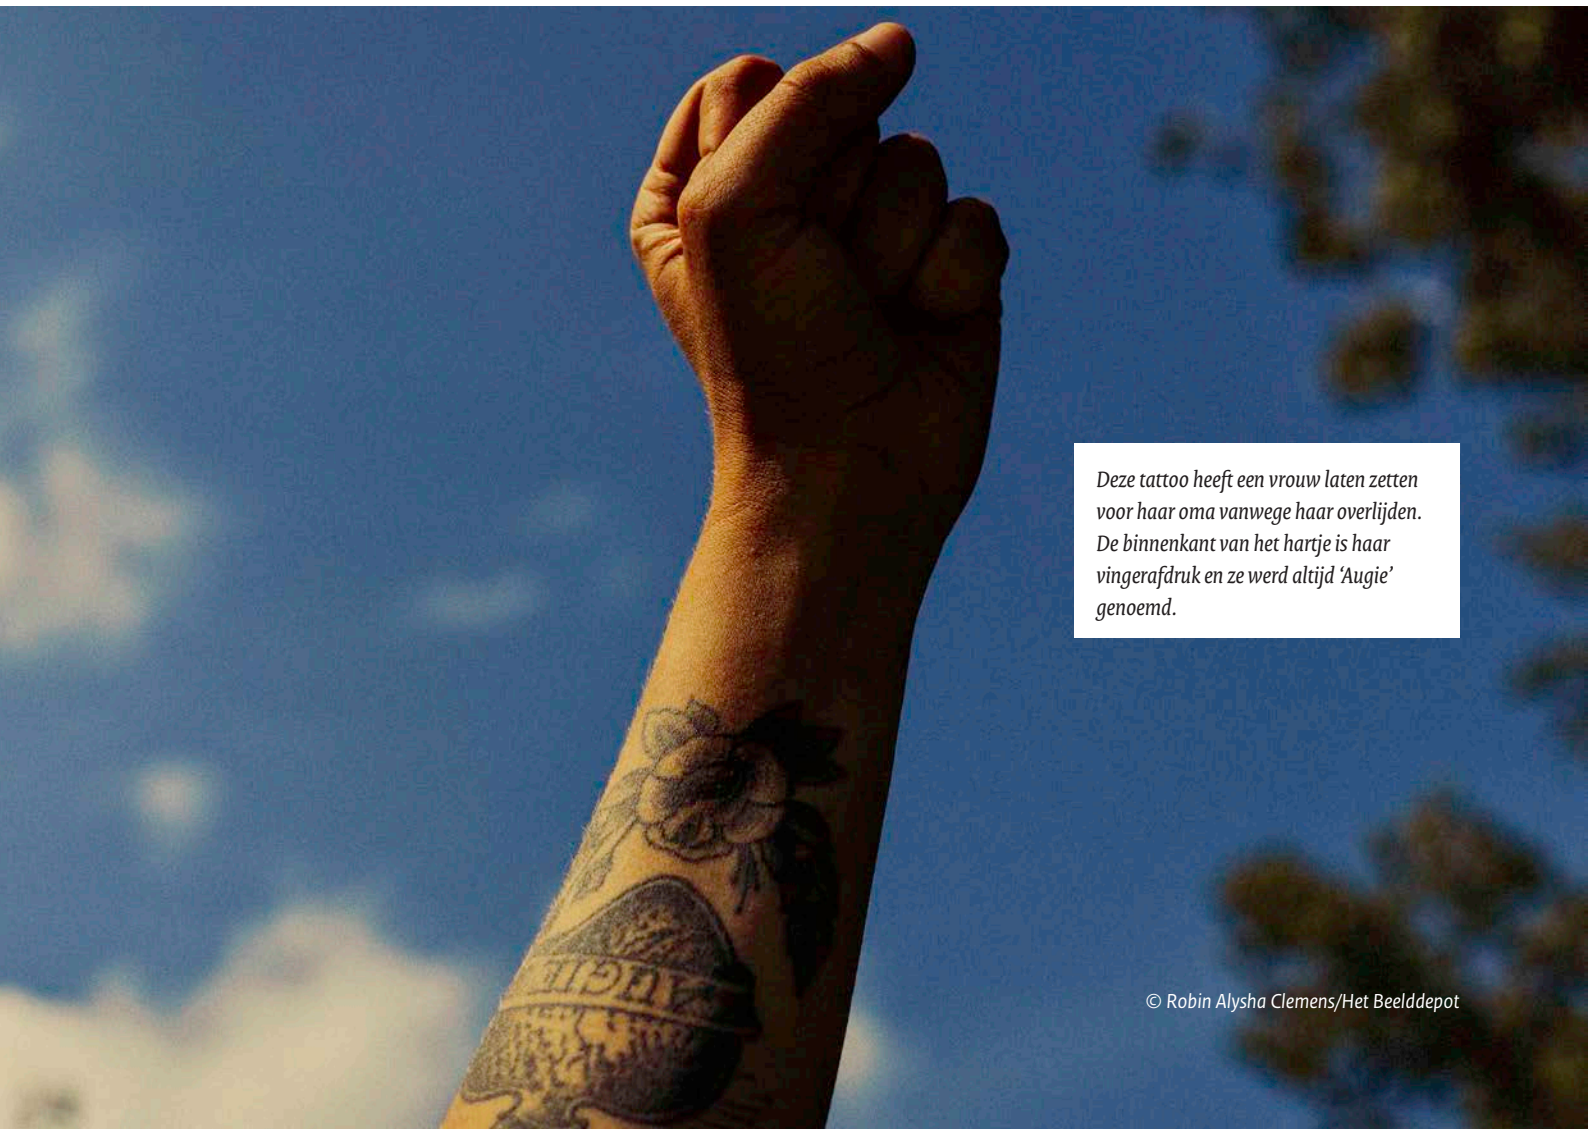 Deze tattoo heeft een vrouw laten zetten
voor haar oma vanwege haar overlijden.
De binnenkant van het hartje is haar
vingerafdruk en ze werd altijd ‘Augie’
genoemd.
AUGIE
© Robin Alysha Clemens/Het Beelddepot